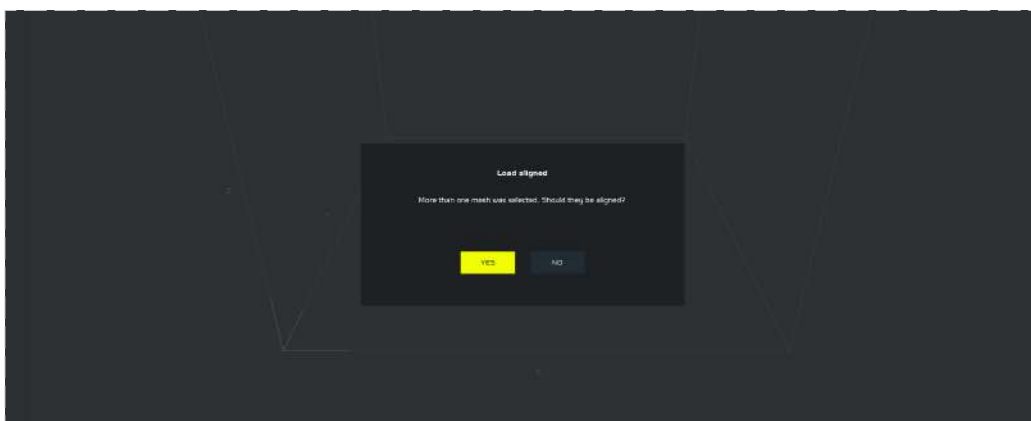 Load aligned
More than one mesh was selected. Should they be aligned?
YES
NO